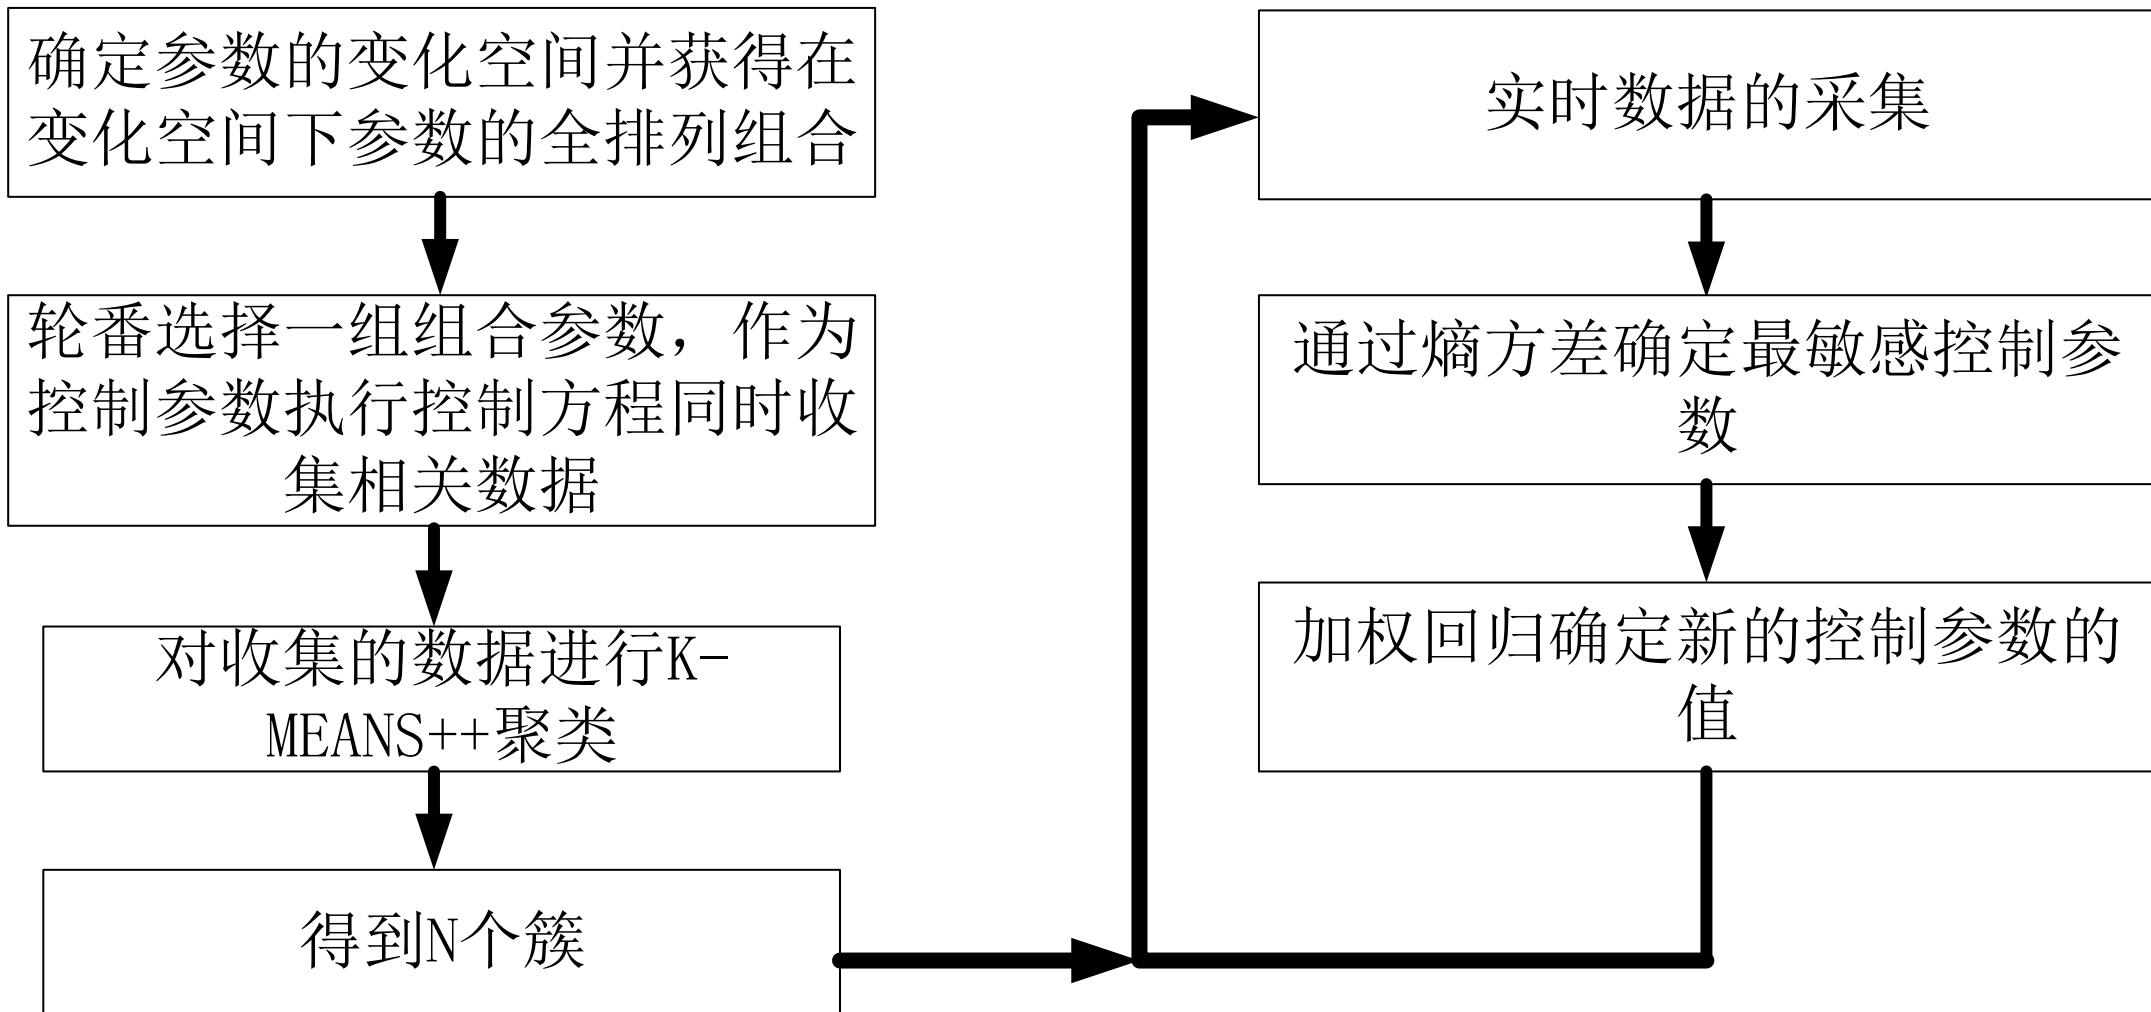 确定参数的变化空间并获得在
变化空间下参数的全排列组合
轮番选择一组组合参数，作为
控制参数执行控制方程同时收
集相关数据
对收集的数据进行K-
MEANS++聚类
得到N个簇
实时数据的采集
通过熵方差确定最敏感控制参
数
加权回归确定新的控制参数的
值